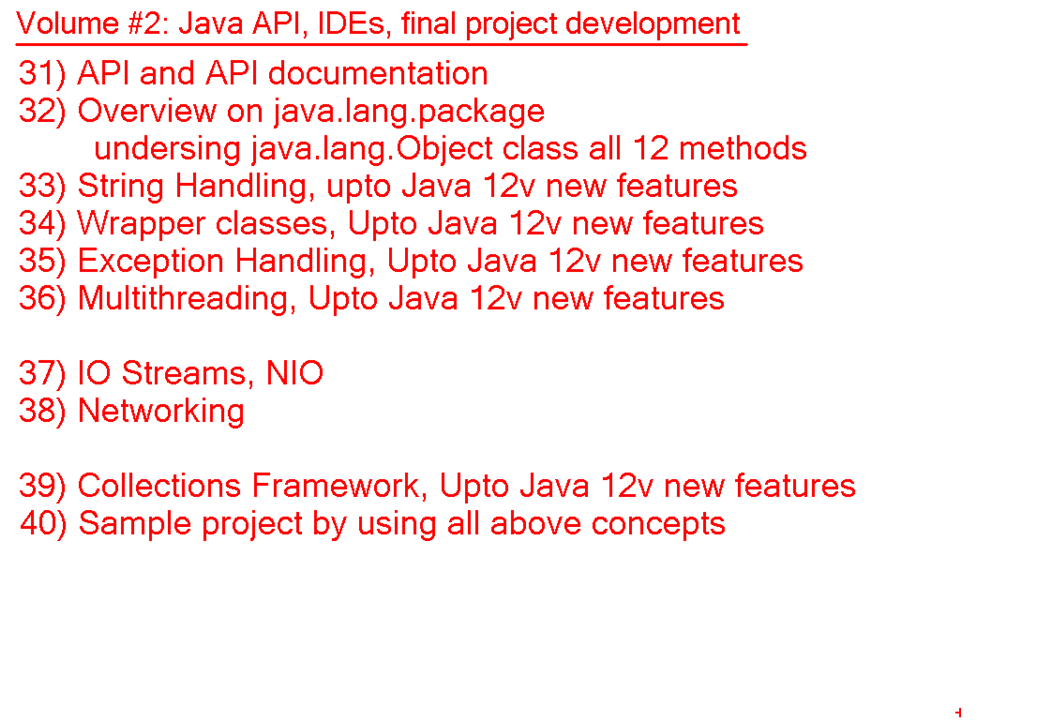 Volume #2: Java API, IDEs, final project development
31) API and API documentation
32) Overview on java.lang.package
undersing java.lang.Object class all 12 methods
33) String Handling, upto Java 12v new features
34) Wrapper classes, Upto Java 12v new features
35) Exception Handling, Upto Java 12v new features
36) Multithreading, Upto Java 12v new features
37) IO Streams, NIO
38) Networking
39) Collections Framework, Upto Java 12v new features
40) Sample project by using all above concepts